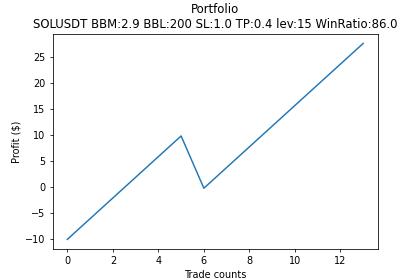 Portfolio
SOLUSDT BBM:2.9 BBL:200 SL:1.0 TP:0.4 lev:15 WinRatio:86.0
Profit ($)
25
20
15
10
5
0
−5
−10
0 2 4 6 8 10 12
Trade counts